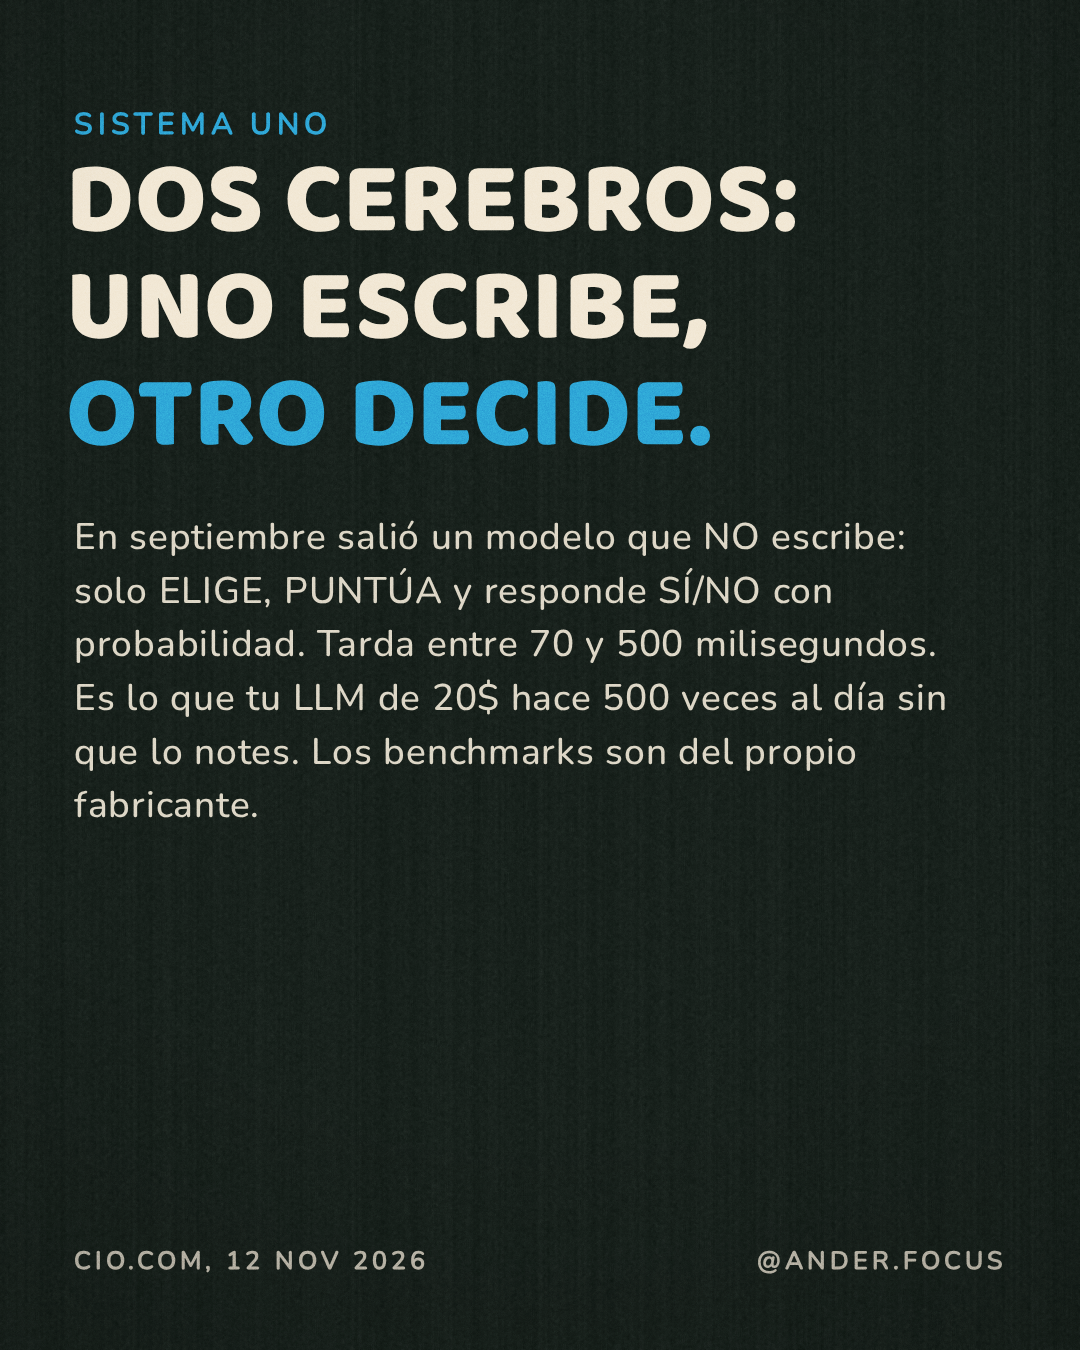 SISTEMA UNO
DOS CEREBROS:
UNO ESCRIBE,
OTRO DECIDE.
En septiembre salió un modelo que NO escribe:
solo ELIGE, PUNTÚA y responde SÍ/NO con
probabilidad. Tarda entre 70 y 500 milisegundos.
Es lo que tu LLM de 20$ hace 500 veces al día sin
que lo notes. Los benchmarks son del propio
fabricante.
CIO.COM, 12 NOV 2026
@ANDER.FOCUS